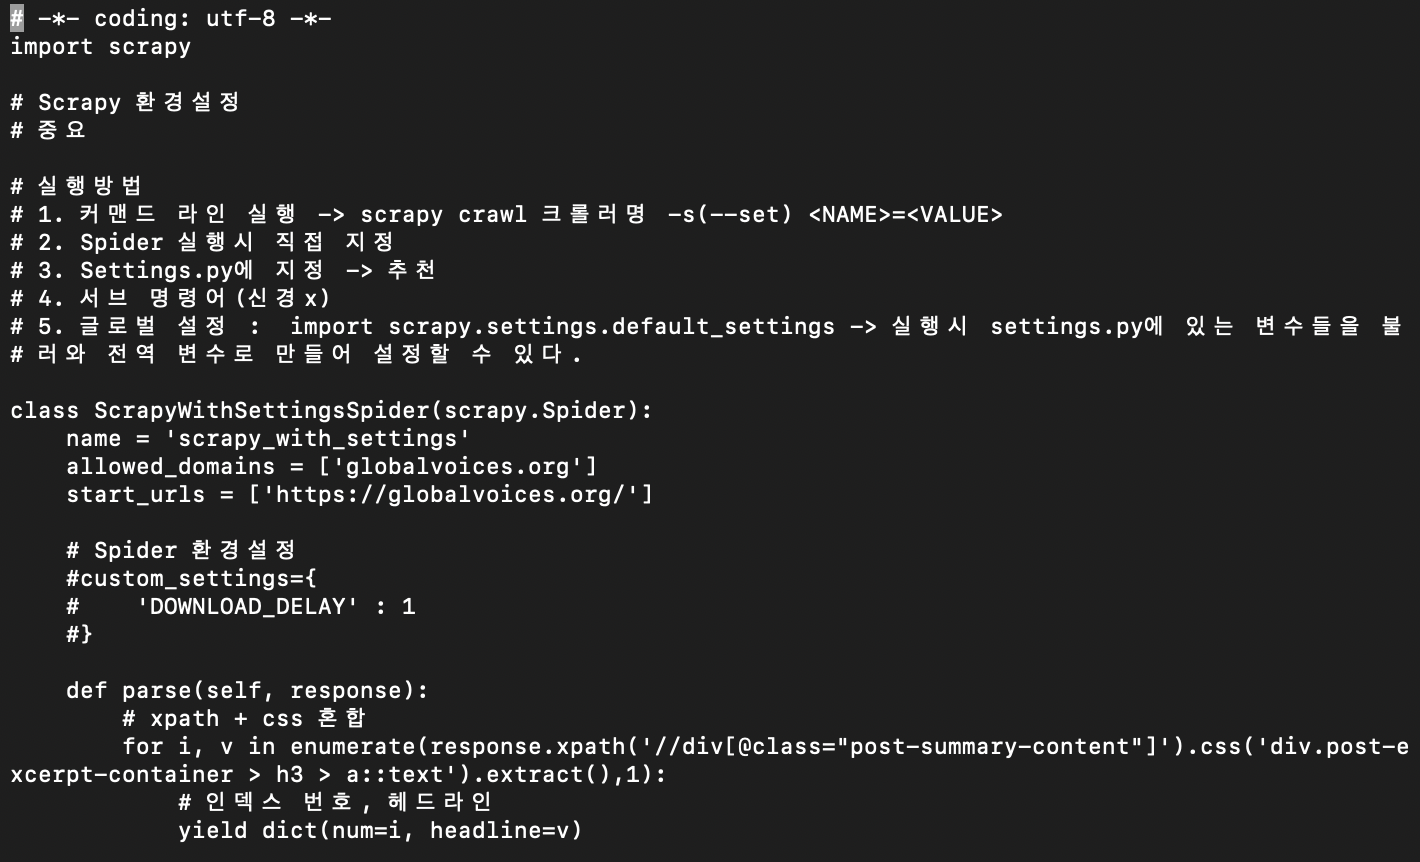 # -*- coding: utf-8 -*-
import scrapy
# Scrapy 환경설정
# 중요
# 실행방법
# 1. 커맨드 라인 실행 -> scrapy crawl 크롤러명 -s(--set) <NAME>=<VALUE>
# 2. Spider 실행시 직접 지정
# 3. Settings.py에 지정 -> 추천
# 4. 서브 명령어(신경x)
# 5. 글로벌 설정 :  import scrapy.settings.default_settings -> 실행시 settings.py에 있는 변수들을 불
# 러와 전역 변수로 만들어 설정할 수 있다.
class ScrapyWithSettingsSpider(scrapy.Spider):
    name = 'scrapy_with_settings'
    allowed_domains = ['globalvoices.org']
    start_urls = ['https://globalvoices.org/']
    # Spider 환경설정
    #custom_settings={
    #    'DOWNLOAD_DELAY' : 1
    #}
    def parse(self, response):
        # xpath + css 혼합
        for i, v in enumerate(response.xpath('//div[@class="post-summary-content"]').css('div.post-e
xcerpt-container > h3 > a::text').extract(),1):
            # 인덱스 번호, 헤드라인
            yield dict(num=i, headline=v)